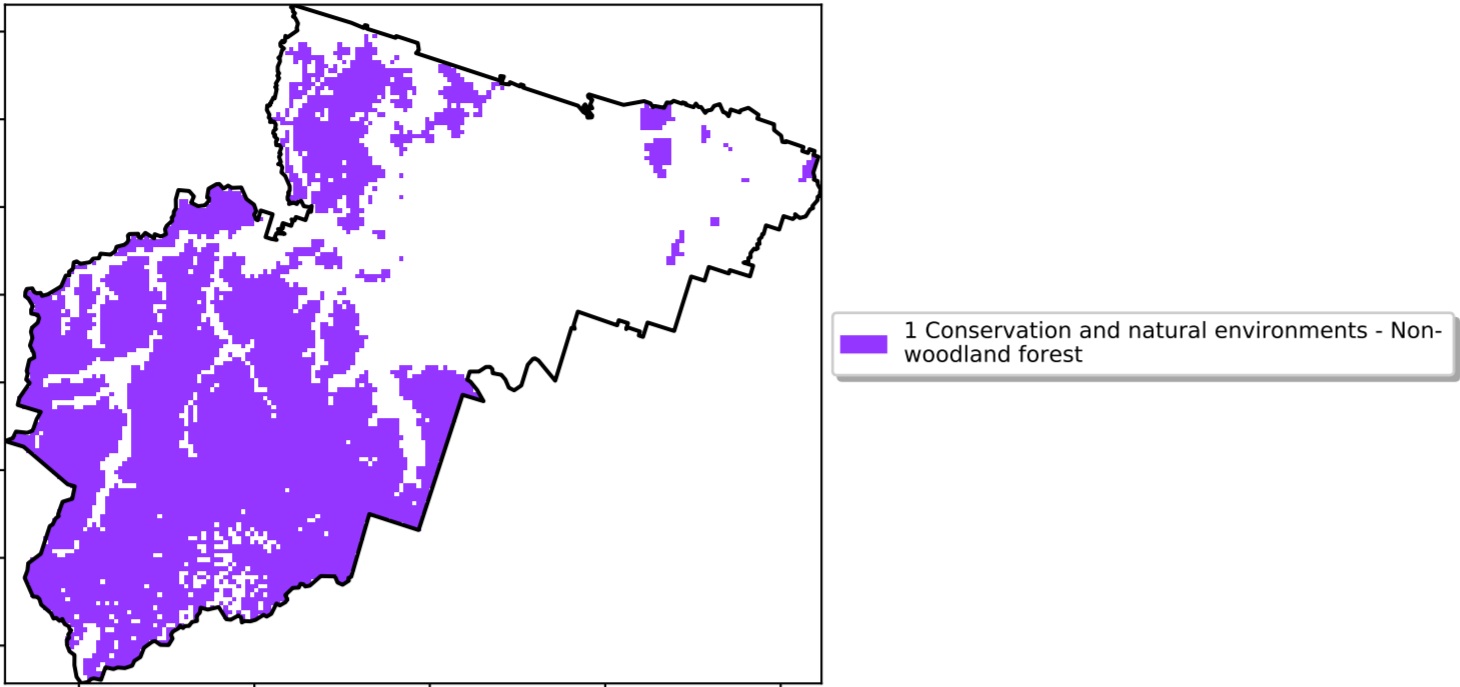 1 Conservation and natural environments - Non-
woodland forest